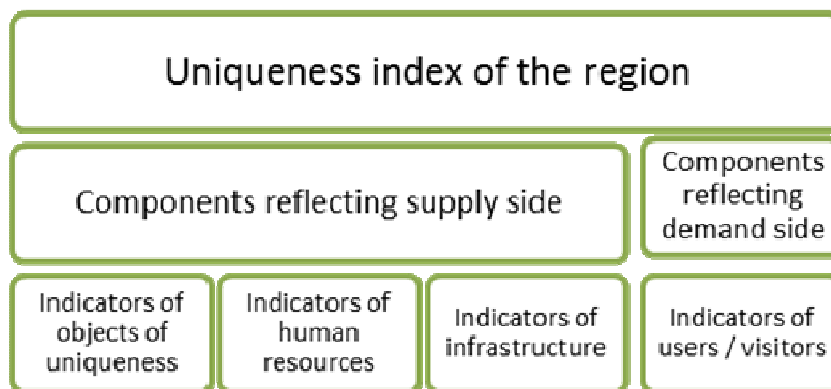 Uniqueness index of the region
Components reflecting supply side
Components
reflecting
demand side
Indicators of
objects of
uniqueness
Indicators of
human
resources
Indicators of
infrastructure
Indicators of
users / visitors